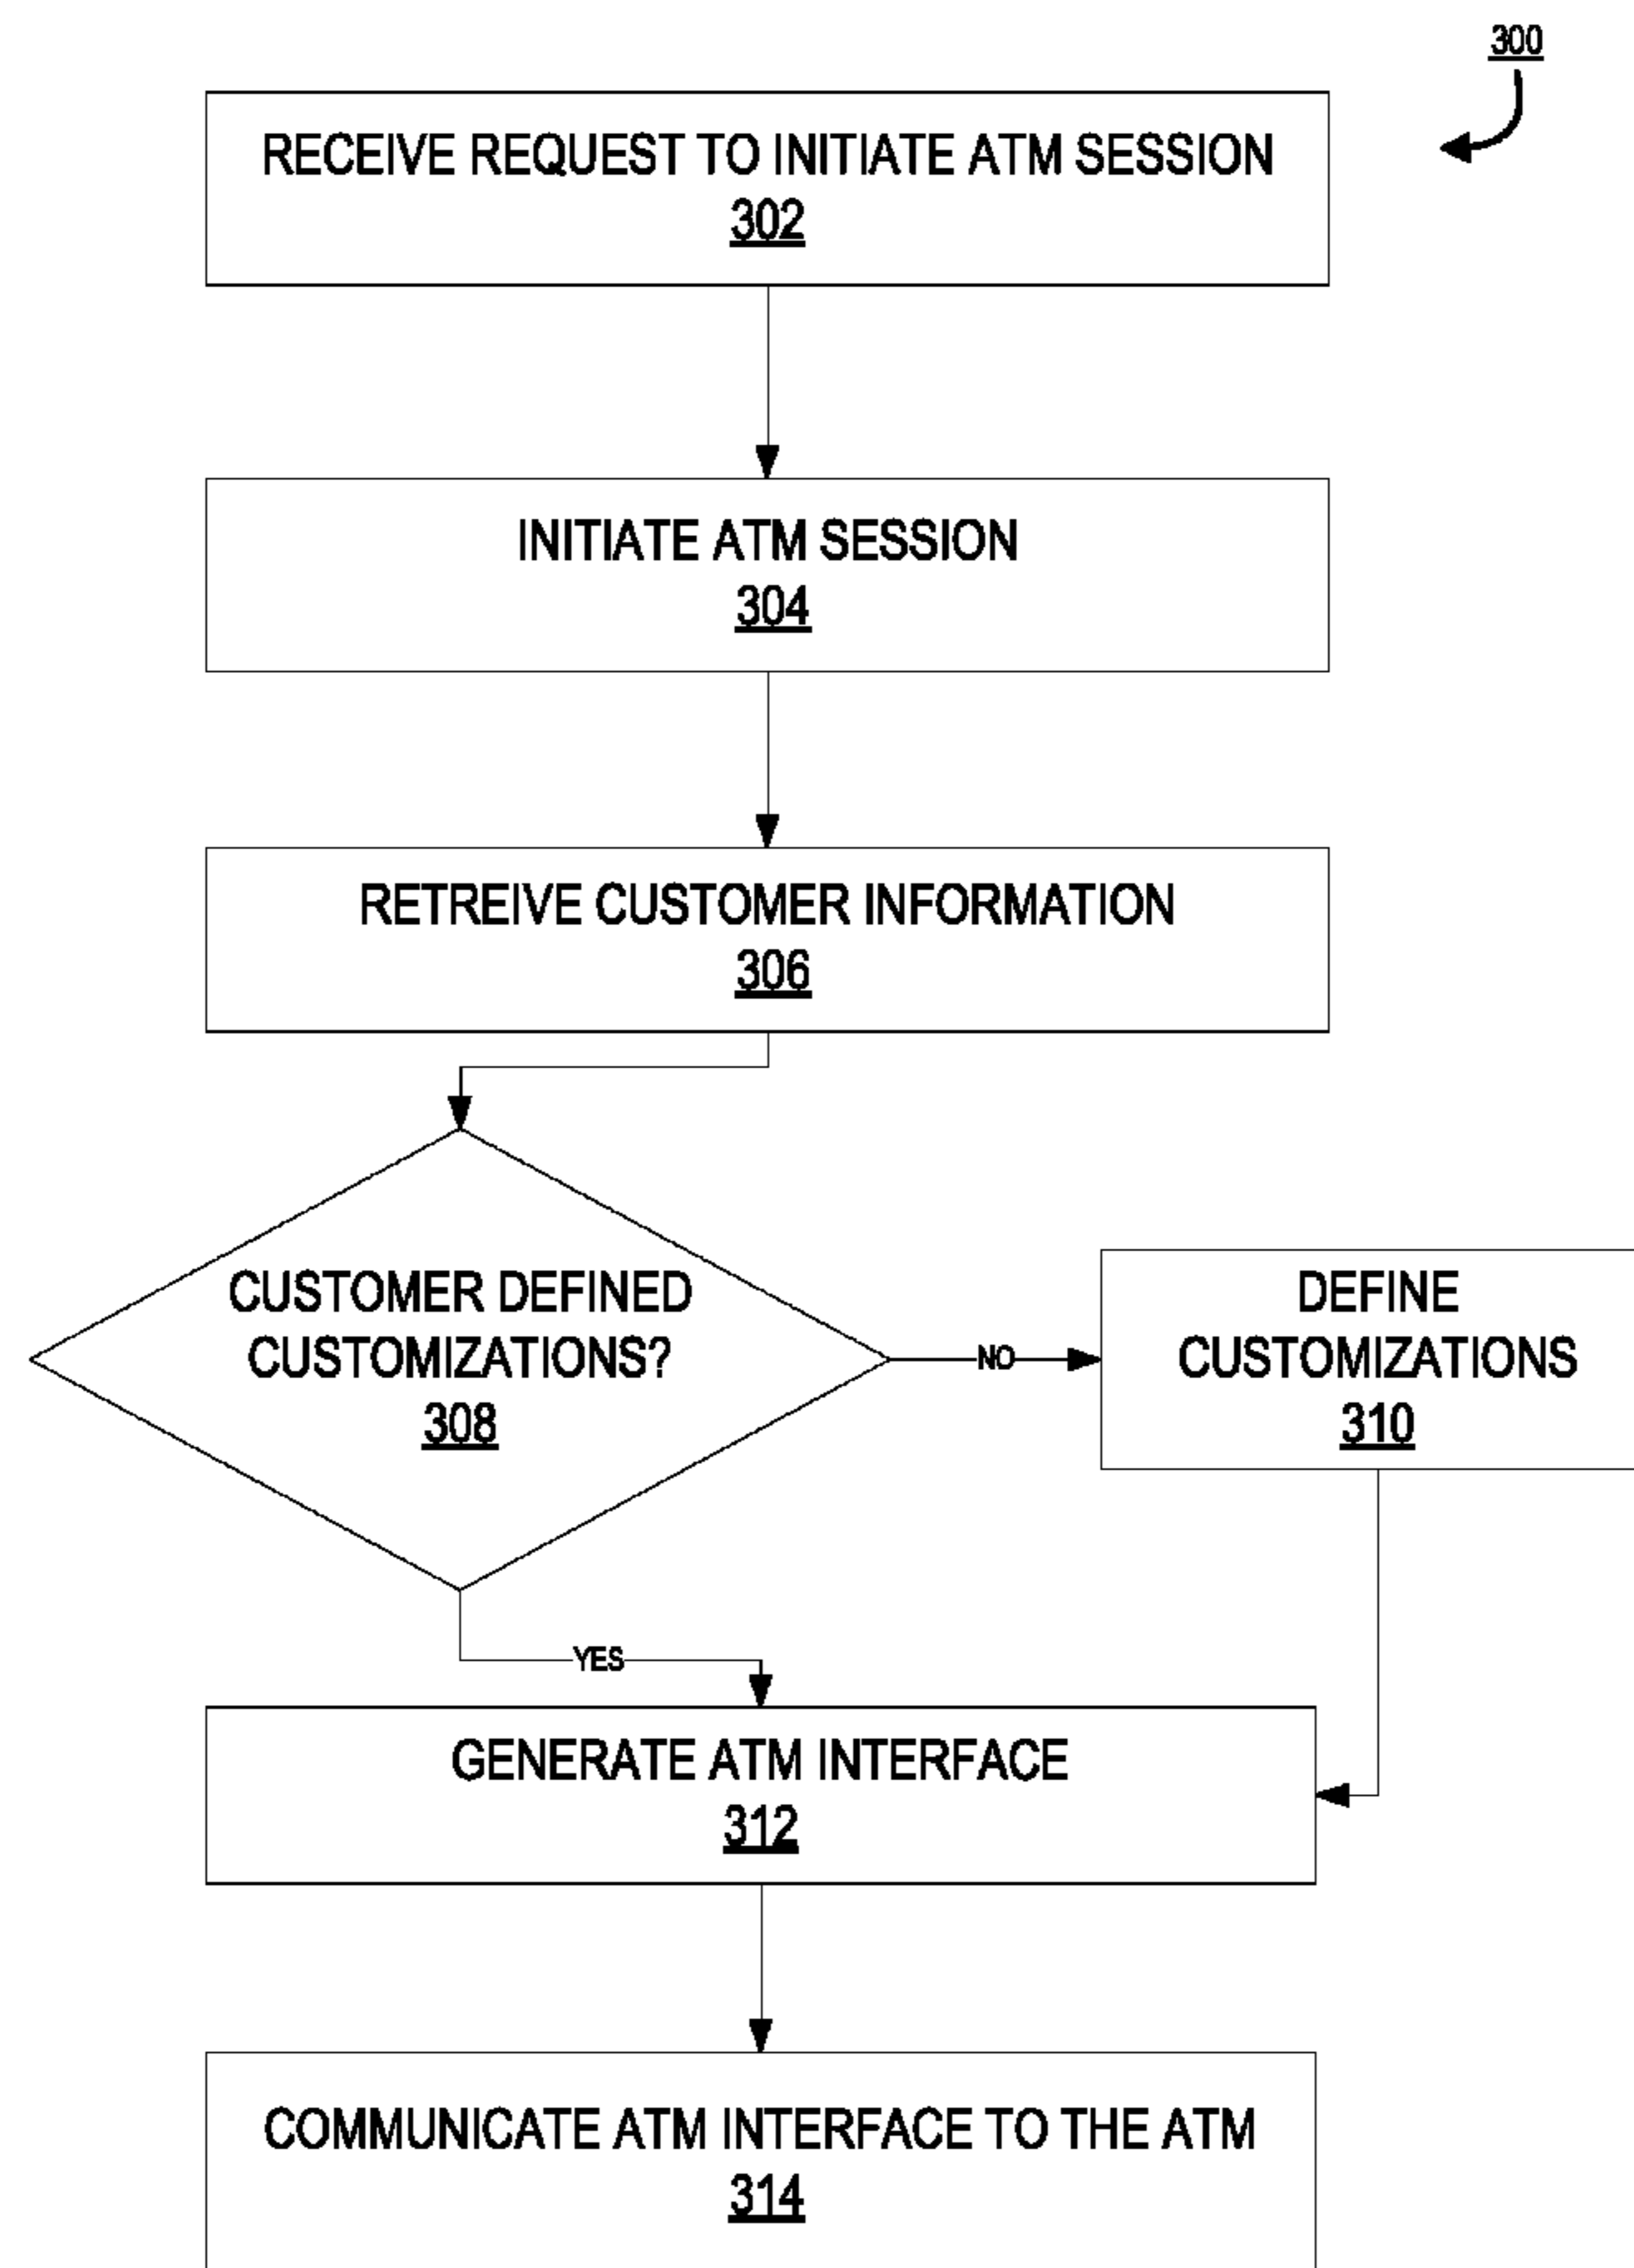 300
RECEIVE REQUEST TO INITIATE ATM SESSION
302
INITIATE ATM SESSION
304
RETREIVE CUSTOMER INFORMATION
306
CUSTOMER DEFINED
CUSTOMIZATIONS?
308
NO
DEFINE
CUSTOMIZATIONS
310
YES
GENERATE ATM INTERFACE
312
COMMUNICATE ATM INTERFACE TO THE ATM
314